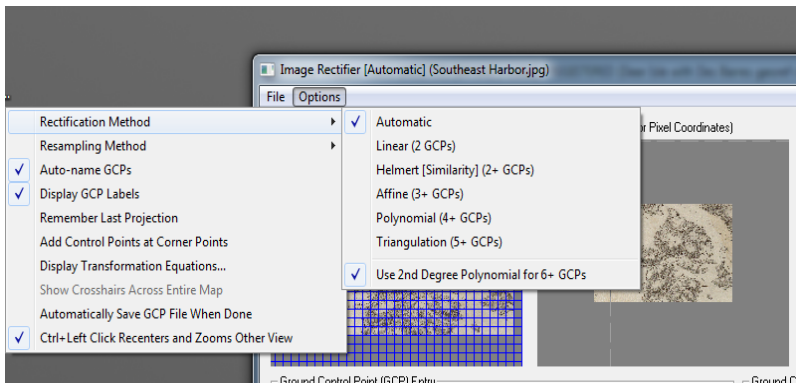 Image Rectifier [Automatic] (Southeast Harbor.jpg)
File Options
Rectification Method
Resampling Method
Auto-name GCPs
Display GCP Labels
Remember Last Projection
Add Control Points at Corner Points
Display Transformation Equations...
Show Crosshairs Across Entire Map
Automatically Save GCP File When Done
Ctrl+Left Click Recenters and Zooms Other View
Automatic
Linear (2 GCPs)
Helmert [Similarity] (2+ GCPs)
Affine (3+ GCPs)
Polynomial (4+ GCPs)
Triangulation (5+ GCPs)
Use 2nd Degree Polynomial for 6+ GCPs
or Pixel Coordinates)
Ground Control Point (GCP) Entry
Ground C